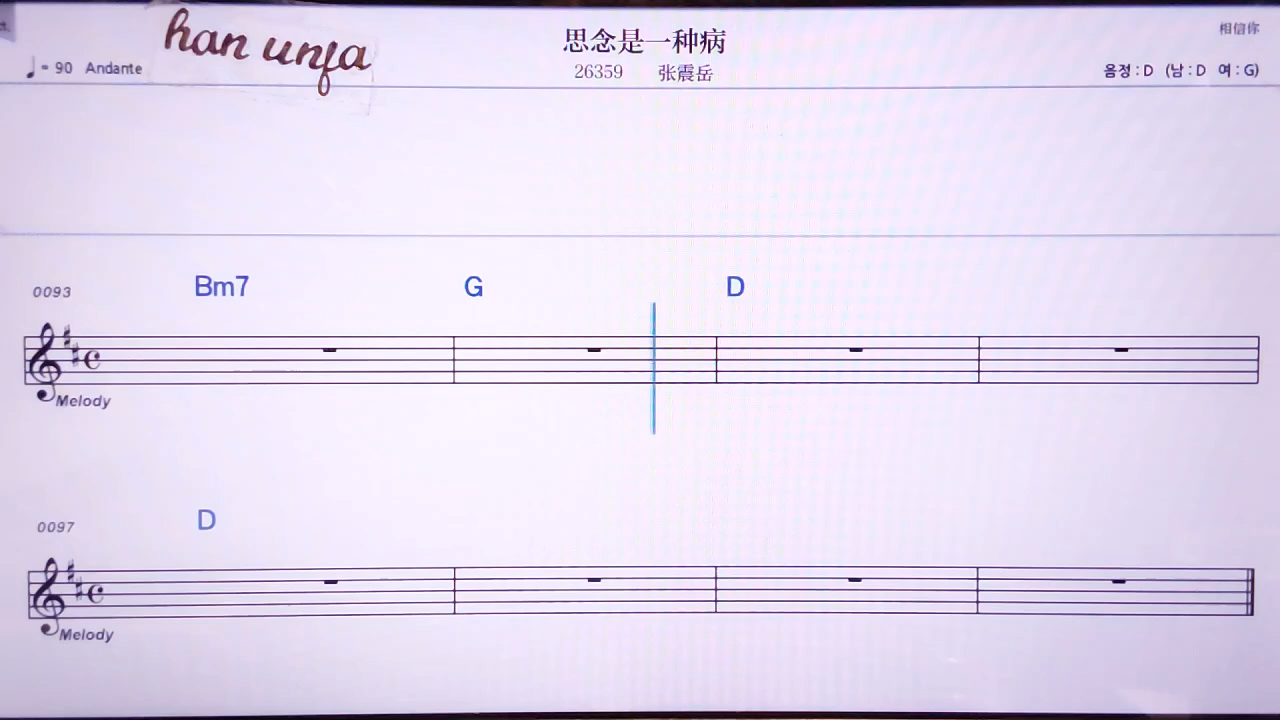 han unfa
思念是一种病
相信你
♩= 90 Andante
26359 张震岳
음정 : D (남 : D 여 : G)
0093 Bm7 G D
Melody
0097 D
Melody